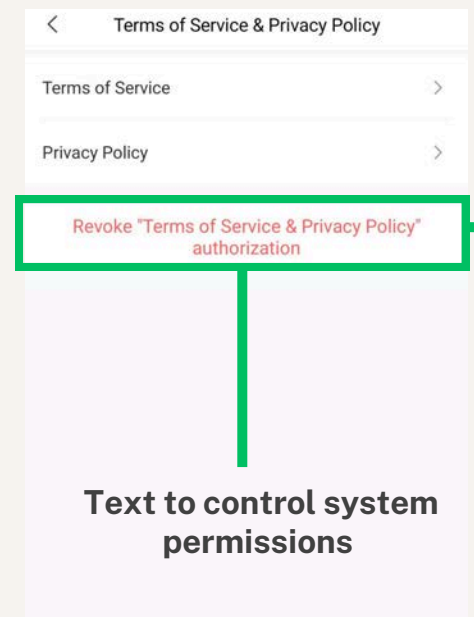 Terms of Service & Privacy Policy
Terms of Service
Privacy Policy
Revoke "Terms of Service & Privacy Policy"
authorization
Text to control system
permissions